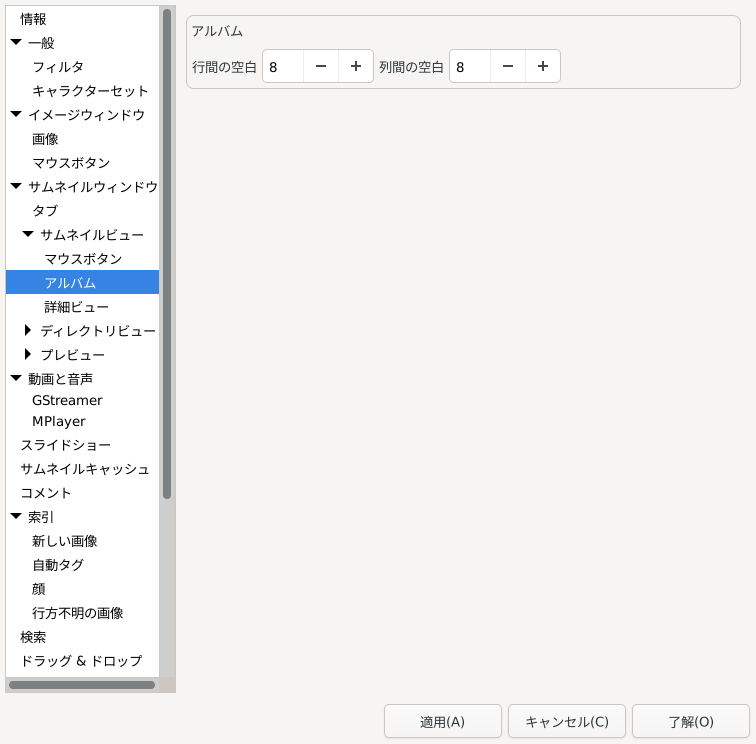 情報
一般
フィルタ
キャラクターセット
イメージウィンドウ
画像
マウスボタン
サムネイルウィンドウ
タブ
サムネイルビュー
マウスボタン
アルバム
詳細ビュー
ディレクトリビュー
プレビュー
動画と音声
GStreamer
MPlayer
スライドショー
サムネイルキャッシュ
コメント
索引
新しい画像
自動タグ
顔
行方不明の画像
検索
ドラッグ & ドロップ
アルバム
行間の空白 8 − + 列間の空白 8 − +
適用(A) キャンセル(C) 了解(O)